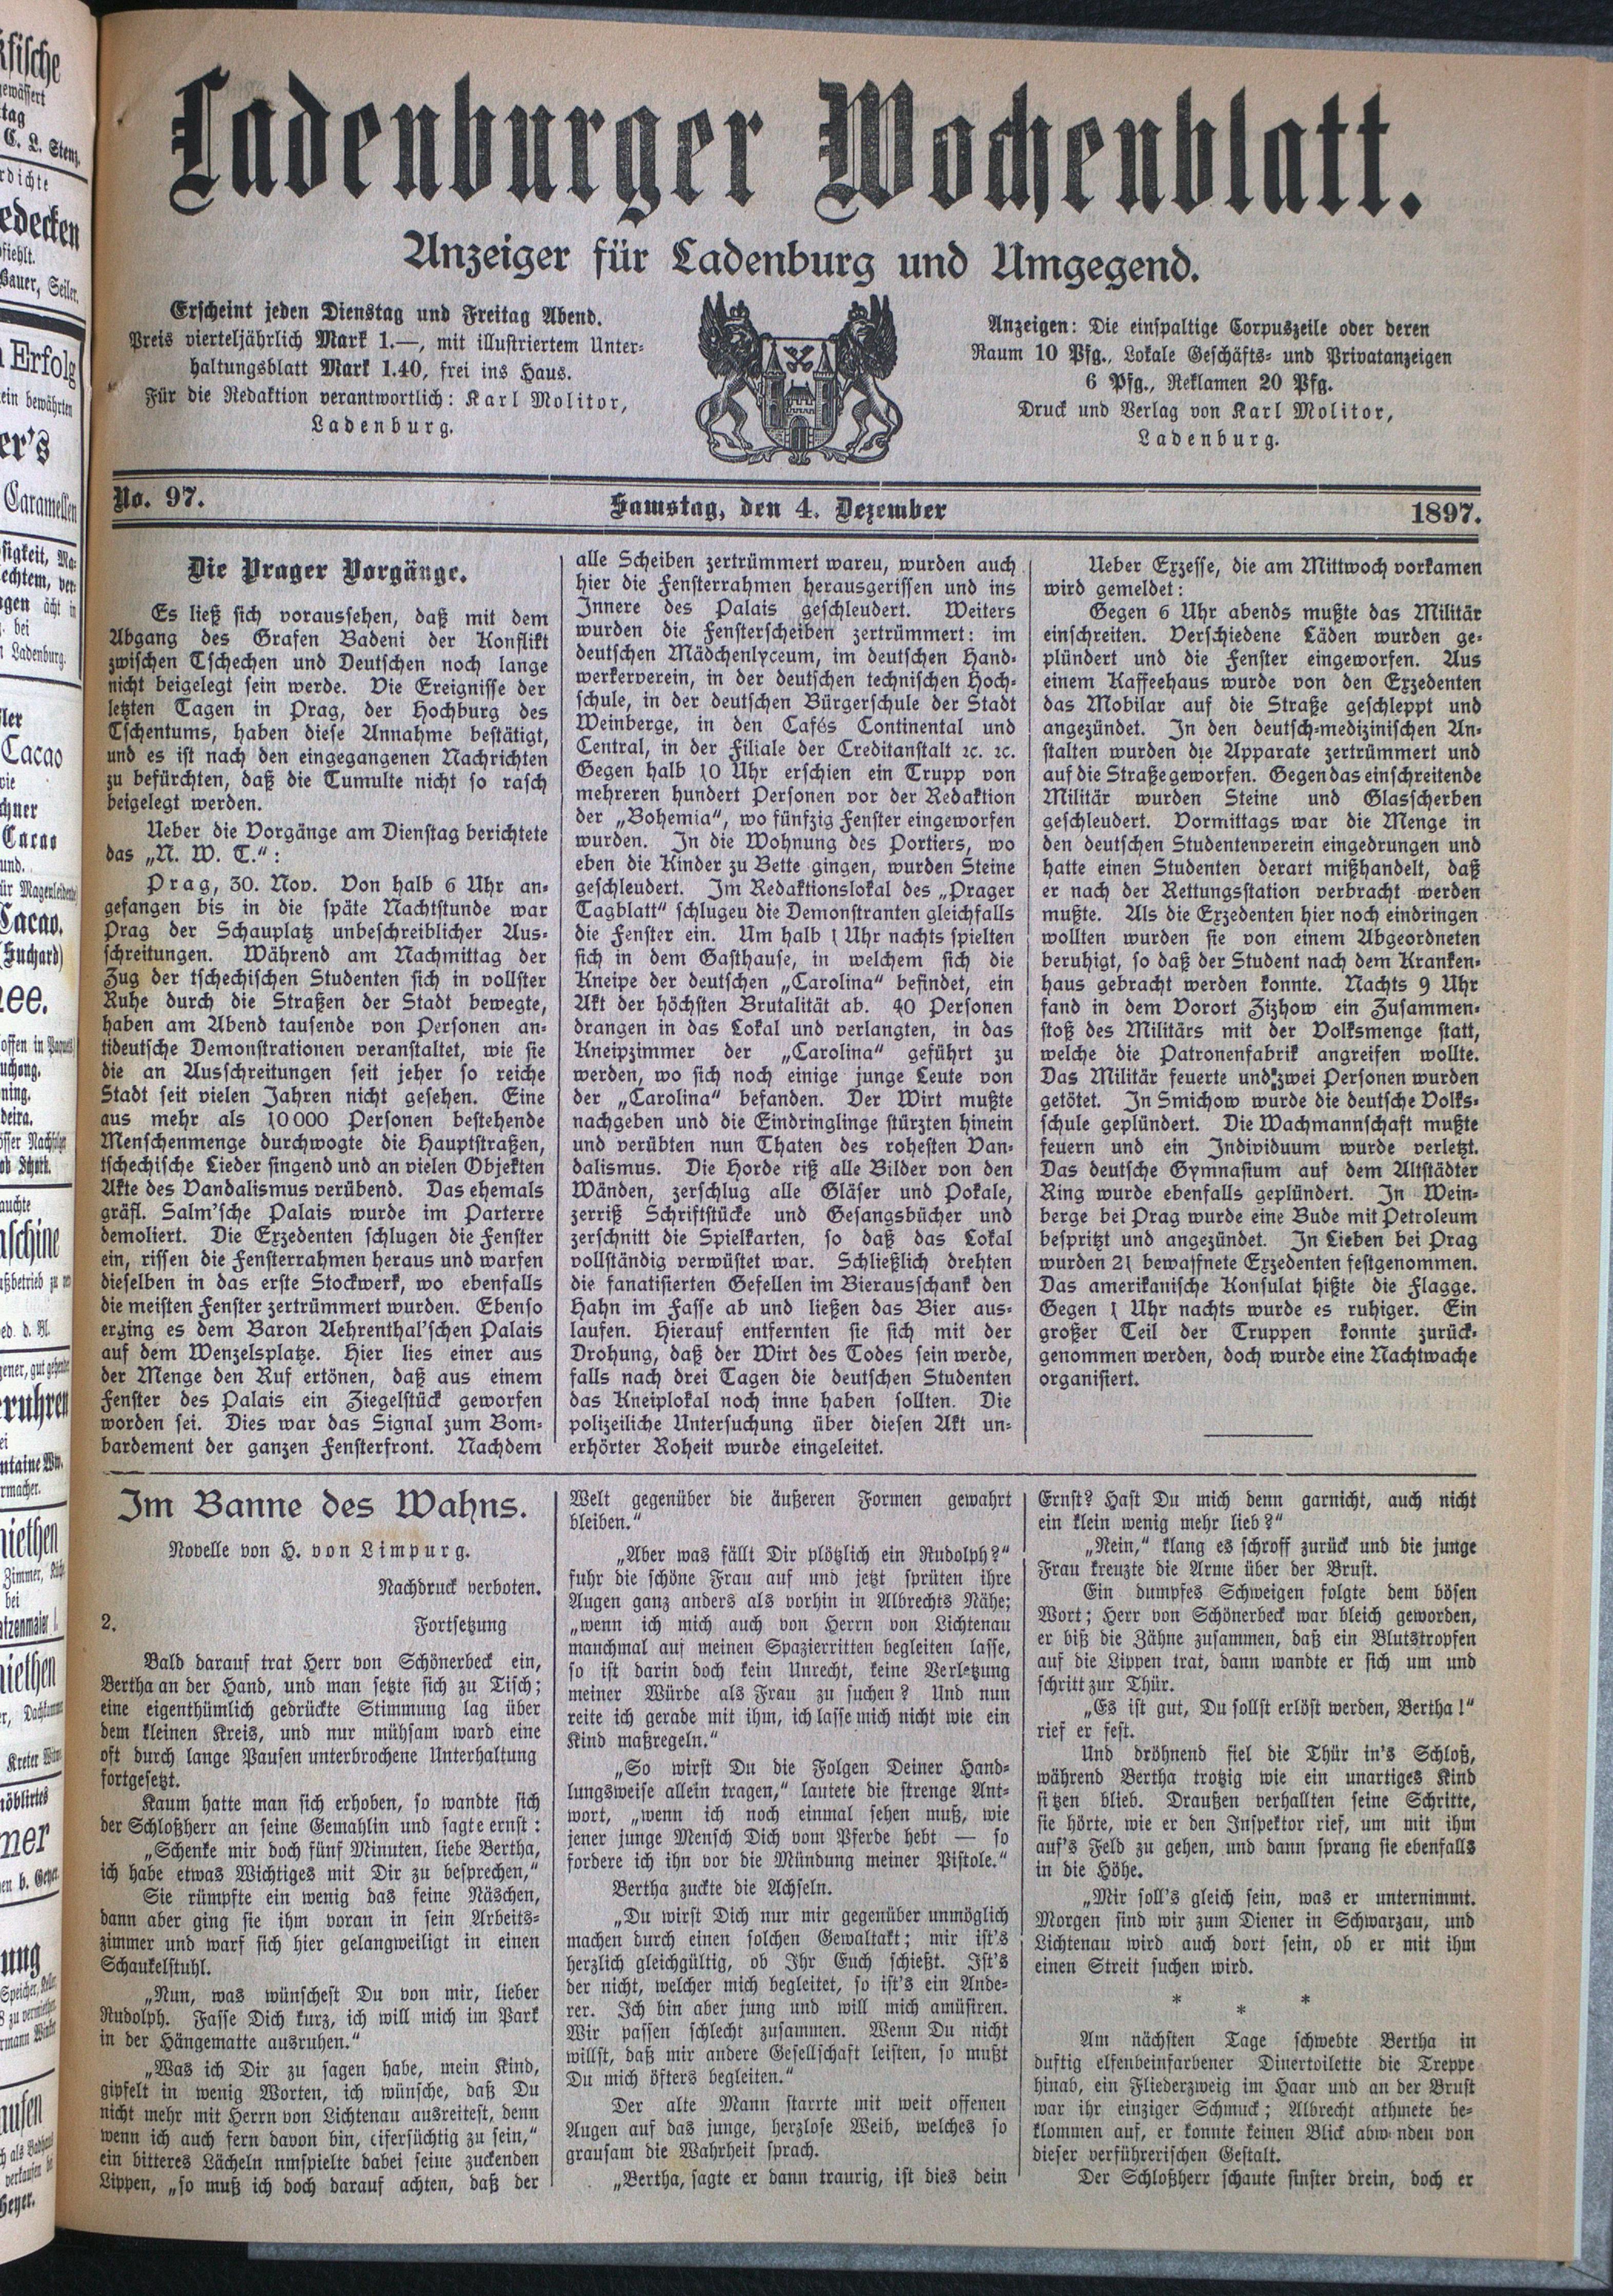 Ladenburger Wochenblatt.
Anzeiger für Ladenburg und Umgegend.
Erscheint jeden Dienstag und Freitag Abend.
Preis vierteljährlich Mark 1.—, mit illustriertem Unter-
haltungsblatt Mark 1.40, frei ins Haus.
Für die Redaktion verantwortlich: Karl Molitor,
Ladenburg.
Anzeigen: Die einspaltige Corpuszeile oder deren
Raum 10 Pfg., Lokale Geschäfts- und Privatanzeigen
6 Pfg., Reklamen 20 Pfg.
Druck und Verlag von Karl Molitor,
Ladenburg.
No. 97.
Samstag, den 4. Dezember
1897.
Die Prager Vorgänge.
Es ließ sich voraussehen, daß mit dem
Abgang des Grafen Badeni der Konflikt
zwischen Tschechen und Deutschen noch lange
nicht beigelegt sein werde. Die Ereignisse der
letzten Tagen in Prag, der Hochburg des
Tschentums, haben diese Annahme bestätigt,
und es ist nach den eingegangenen Nachrichten
zu befürchten, daß die Tumulte nicht so rasch
beigelegt werden.
Ueber die Vorgänge am Dienstag berichtete
das „N. W. T.“:
Prag, 30. Nov. Von halb 6 Uhr an-
gefangen bis in die späte Nachtstunde war
Prag der Schauplatz unbeschreiblicher Aus-
schreitungen. Während am Nachmittag der
Zug der tschechischen Studenten sich in vollster
Ruhe durch die Straßen der Stadt bewegte,
haben am Abend tausende von Personen an-
tideutsche Demonstrationen veranstaltet, wie sie
die an Ausschreitungen seit jeher so reiche
Stadt seit vielen Jahren nicht gesehen. Eine
aus mehr als 10 000 Personen bestehende
Menschenmenge durchwogte die Hauptstraßen,
tschechische Lieder singend und an vielen Objekten
Akte des Vandalismus verübend. Das ehemals
gräfl. Salm'sche Palais wurde im Parterre
demoliert. Die Exzedenten schlugen die Fenster
ein, rissen die Fensterrahmen heraus und warfen
dieselben in das erste Stockwerk, wo ebenfalls
die meisten Fenster zertrümmert wurden. Ebenso
erging es dem Baron Aehrenthal'schen Palais
auf dem Wenzelsplatze. Hier lies einer aus
der Menge den Ruf ertönen, daß aus einem
Fenster des Palais ein Ziegelstück geworfen
worden sei. Dies war das Signal zum Bom-
bardement der ganzen Fensterfront. Nachdem
alle Scheiben zertrümmert wareu, wurden auch
hier die Fensterrahmen herausgerissen und ins
Innere des Palais geschleudert. Weiters
wurden die Fensterscheiben zertrümmert: im
deutschen Mädchenlyceum, im deutschen Hand-
werkerverein, in der deutschen technischen Hoch-
schule, in der deutschen Bürgerschule der Stadt
Weinberge, in den Cafés Continental und
Central, in der Filiale der Creditanstalt ꝛc. ꝛc.
Gegen halb 10 Uhr erschien ein Trupp von
mehreren hundert Personen vor der Redaktion
der „Bohemia“, wo fünfzig Fenster eingeworfen
wurden. In die Wohnung des Portiers, wo
eben die Kinder zu Bette gingen, wurden Steine
geschleudert. Im Redaktionslokal des „Prager
Tagblatt“ schlugeu die Demonstranten gleichfalls
die Fenster ein. Um halb 1 Uhr nachts spielten
sich in dem Gasthause, in welchem sich die
Kneipe der deutschen „Carolina“ befindet, ein
Akt der höchsten Brutalität ab. 40 Personen
drangen in das Lokal und verlangten, in das
Kneipzimmer der „Carolina“ geführt zu
werden, wo sich noch einige junge Leute von
der „Carolina“ befanden. Der Wirt mußte
nachgeben und die Eindringlinge stürzten hinein
und verübten nun Thaten des rohesten Van-
dalismus. Die Horde riß alle Bilder von den
Wänden, zerschlug alle Gläser und Pokale,
zerriß Schriftstücke und Gesangsbücher und
zerschnitt die Spielkarten, so daß das Lokal
vollständig verwüstet war. Schließlich drehten
die fanatisierten Gesellen im Bierausschank den
Hahn im Fasse ab und ließen das Bier aus-
laufen. Hierauf entfernten sie sich mit der
Drohung, daß der Wirt des Todes sein werde,
falls nach drei Tagen die deutschen Studenten
das Kneiplokal noch inne haben sollten. Die
polizeiliche Untersuchung über diesen Akt un-
erhörter Roheit wurde eingeleitet.
Ueber Exzesse, die am Mittwoch vorkamen
wird gemeldet:
Gegen 6 Uhr abends mußte das Militär
einschreiten. Verschiedene Läden wurden ge-
plündert und die Fenster eingeworfen. Aus
einem Kaffeehaus wurde von den Exzedenten
das Mobilar auf die Straße geschleppt und
angezündet. In den deutsch-medizinischen An-
stalten wurden die Apparate zertrümmert und
auf die Straße geworfen. Gegen das einschreitende
Militär wurden Steine und Glasscherben
geschleudert. Vormittags war die Menge in
den deutschen Studentenverein eingedrungen und
hatte einen Studenten derart mißhandelt, daß
er nach der Rettungsstation verbracht werden
mußte. Als die Exzedenten hier noch eindringen
wollten wurden sie von einem Abgeordneten
beruhigt, so daß der Student nach dem Kranken-
haus gebracht werden konnte. Nachts 9 Uhr
fand in dem Vorort Zizhow ein Zusammen-
stoß des Militärs mit der Volksmenge statt,
welche die Patronenfabrik angreifen wollte.
Das Militär feuerte und zwei Personen wurden
getötet. In Smichow wurde die deutsche Volks-
schule geplündert. Die Wachmannschaft mußte
feuern und ein Individuum wurde verletzt.
Das deutsche Gymnasium auf dem Altstädter
Ring wurde ebenfalls geplündert. In Wein-
berge bei Prag wurde eine Bude mit Petroleum
bespritzt und angezündet. In Lieben bei Prag
wurden 21 bewaffnete Exzedenten festgenommen.
Das amerikanische Konsulat hißte die Flagge.
Gegen 1 Uhr nachts wurde es ruhiger. Ein
großer Teil der Truppen konnte zurück-
genommen werden, doch wurde eine Nachtwache
organisiert.
Im Banne des Wahns.
Novelle von H. von Limpurg.
Nachdruck verboten.
2. Fortsetzung
Bald darauf trat Herr von Schönerbeck ein,
Bertha an der Hand, und man setzte sich zu Tisch;
eine eigenthümlich gedrückte Stimmung lag über
dem kleinen Kreis, und nur mühsam ward eine
oft durch lange Pausen unterbrochene Unterhaltung
fortgesetzt.
Kaum hatte man sich erhoben, so wandte sich
der Schloßherr an seine Gemahlin und sagte ernst:
„Schenke mir doch fünf Minuten, liebe Bertha,
ich habe etwas Wichtiges mit Dir zu besprechen,“
Sie rümpfte ein wenig das feine Näschen,
dann aber ging sie ihm voran in sein Arbeits-
zimmer und warf sich hier gelangweiligt in einen
Schaukelstuhl.
„Nun, was wünschest Du von mir, lieber
Rudolph. Fasse Dich kurz, ich will mich im Park
in der Hängematte ausruhen.“
„Was ich Dir zu sagen habe, mein Kind,
gipfelt in wenig Worten, ich wünsche, daß Du
nicht mehr mit Herrn von Lichtenau ausreitest, denn
wenn ich auch fern davon bin, eifersüchtig zu sein,“
ein bitteres Lächeln nmspielte dabei seine zuckenden
Lippen, „so muß ich doch darauf achten, daß der
Welt gegenüber die äußeren Formen gewahrt
bleiben.“
„Aber was fällt Dir plötzlich ein Rudolph?“
fuhr die schöne Frau auf und jetzt sprüten ihre
Augen ganz anders als vorhin in Albrechts Nähe;
„wenn ich mich auch von Herrn von Lichtenau
manchmal auf meinen Spazierritten begleiten lasse,
so ist darin doch kein Unrecht, keine Verletzung
meiner Würde als Frau zu suchen? Und nun
reite ich gerade mit ihm, ich lasse mich nicht wie ein
Kind maßregeln.“
„So wirst Du die Folgen Deiner Hand-
lungsweise allein tragen,“ lautete die strenge Ant-
wort, „wenn ich noch einmal sehen muß, wie
jener junge Mensch Dich vom Pferde hebt — so
fordere ich ihn vor die Mündung meiner Pistole.“
Bertha zuckte die Achseln.
„Du wirst Dich nur mir gegenüber unmöglich
machen durch einen solchen Gewaltakt; mir ist's
herzlich gleichgültig, ob Ihr Euch schießt. Ist's
der nicht, welcher mich begleitet, so ist's ein Ande-
rer. Ich bin aber jung und will mich amüsiren.
Wir passen schlecht zusammen. Wenn Du nicht
willst, daß mir andere Gesellschaft leisten, so mußt
Du mich öfters begleiten.“
Der alte Mann starrte mit weit offenen
Augen auf das junge, herzlose Weib, welches so
grausam die Wahrheit sprach.
„Bertha, sagte er dann traurig, ist dies dein
Ernst? Hast Du mich denn garnicht, auch nicht
ein klein wenig mehr lieb?“
„Nein,“ klang es schroff zurück und die junge
Frau kreuzte die Arme über der Brust.
Ein dumpfes Schweigen folgte dem bösen
Wort; Herr von Schönerbeck war bleich geworden,
er biß die Zähne zusammen, daß ein Blutstropfen
auf die Lippen trat, dann wandte er sich um und
schritt zur Thür.
„Es ist gut, Du sollst erlöst werden, Bertha!“
rief er fest.
Und dröhnend fiel die Thür in's Schloß,
während Bertha trotzig wie ein unartiges Kind
sitzen blieb. Draußen verhallten seine Schritte,
sie hörte, wie er den Inspektor rief, um mit ihm
auf's Feld zu gehen, und dann sprang sie ebenfalls
in die Höhe.
„Mir soll's gleich sein, was er unternimmt.
Morgen sind wir zum Diener in Schwarzau, und
Lichtenau wird auch dort sein, ob er mit ihm
einen Streit suchen wird.
* * *
Am nächsten Tage schwebte Bertha in
duftig elfenbeinfarbener Dinertoilette die Treppe
hinab, ein Fliederzweig im Haar und an der Brust
war ihr einziger Schmuck; Albrecht athmete be-
klommen auf, er konnte keinen Blick abwenden von
dieser verführerischen Gestalt.
Der Schloßherr schaute finster drein, doch er